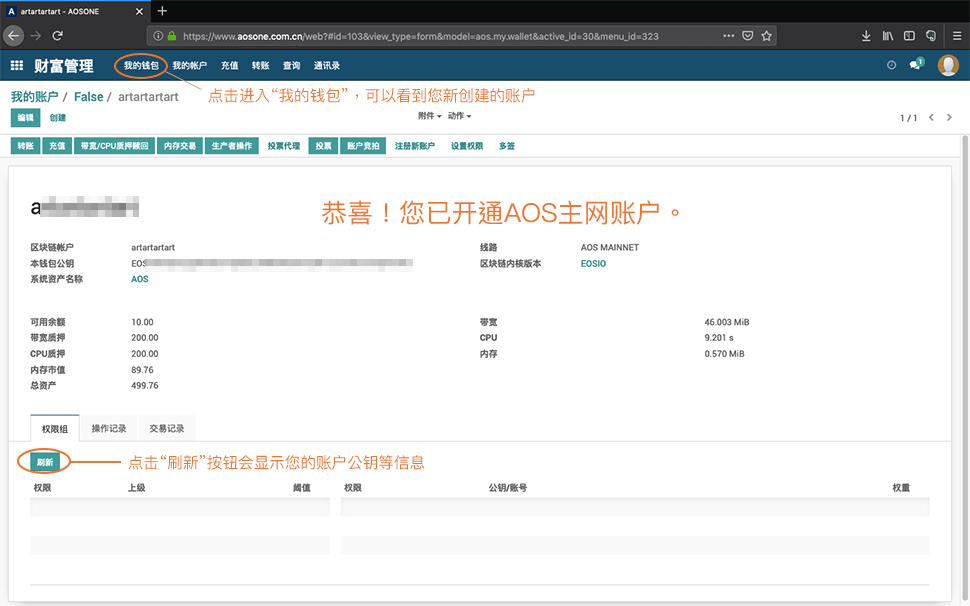 artartartart - AOSONE
https://www.aosone.com.cn/web?#id=103&view_type=form&model=aos.my.wallet&active_id=30&menu_id=323
财富管理 我的钱包 我的帐户 充值 转账 查询 通讯录 1
我的账户 / False / artartartart
点击进入“我的钱包”，可以看到您新创建的账户
编辑 创建 附件 动作 1 / 1
转账 充值 带宽/CPU质押赎回 内存交易 生产者操作 投票代理 投票 账户竞拍 注册新账户 设置权限 多签
a
恭喜！您已开通AOS主网账户。
区块链帐户 artartartart 线路 AOS MAINNET
本钱包公钥 EOS 区块链内核版本 EOSIO
系统资产名称 AOS
可用余额 10.00 带宽 46.003 MiB
带宽质押 200.00 CPU 9.201 s
CPU质押 200.00 内存 0.570 MiB
内存市值 89.76
总资产 499.76
权限组 操作记录 交易记录
刷新 点击“刷新”按钮会显示您的账户公钥等信息
权限 上级 阈值 权限 公钥/账号 权重